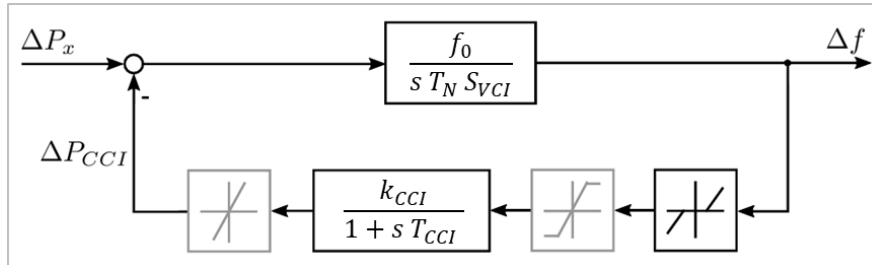 ΔP_x
f_0
s T_N S_VCI
Δf
-
ΔP_CCI
k_CCI
1 + s T_CCI